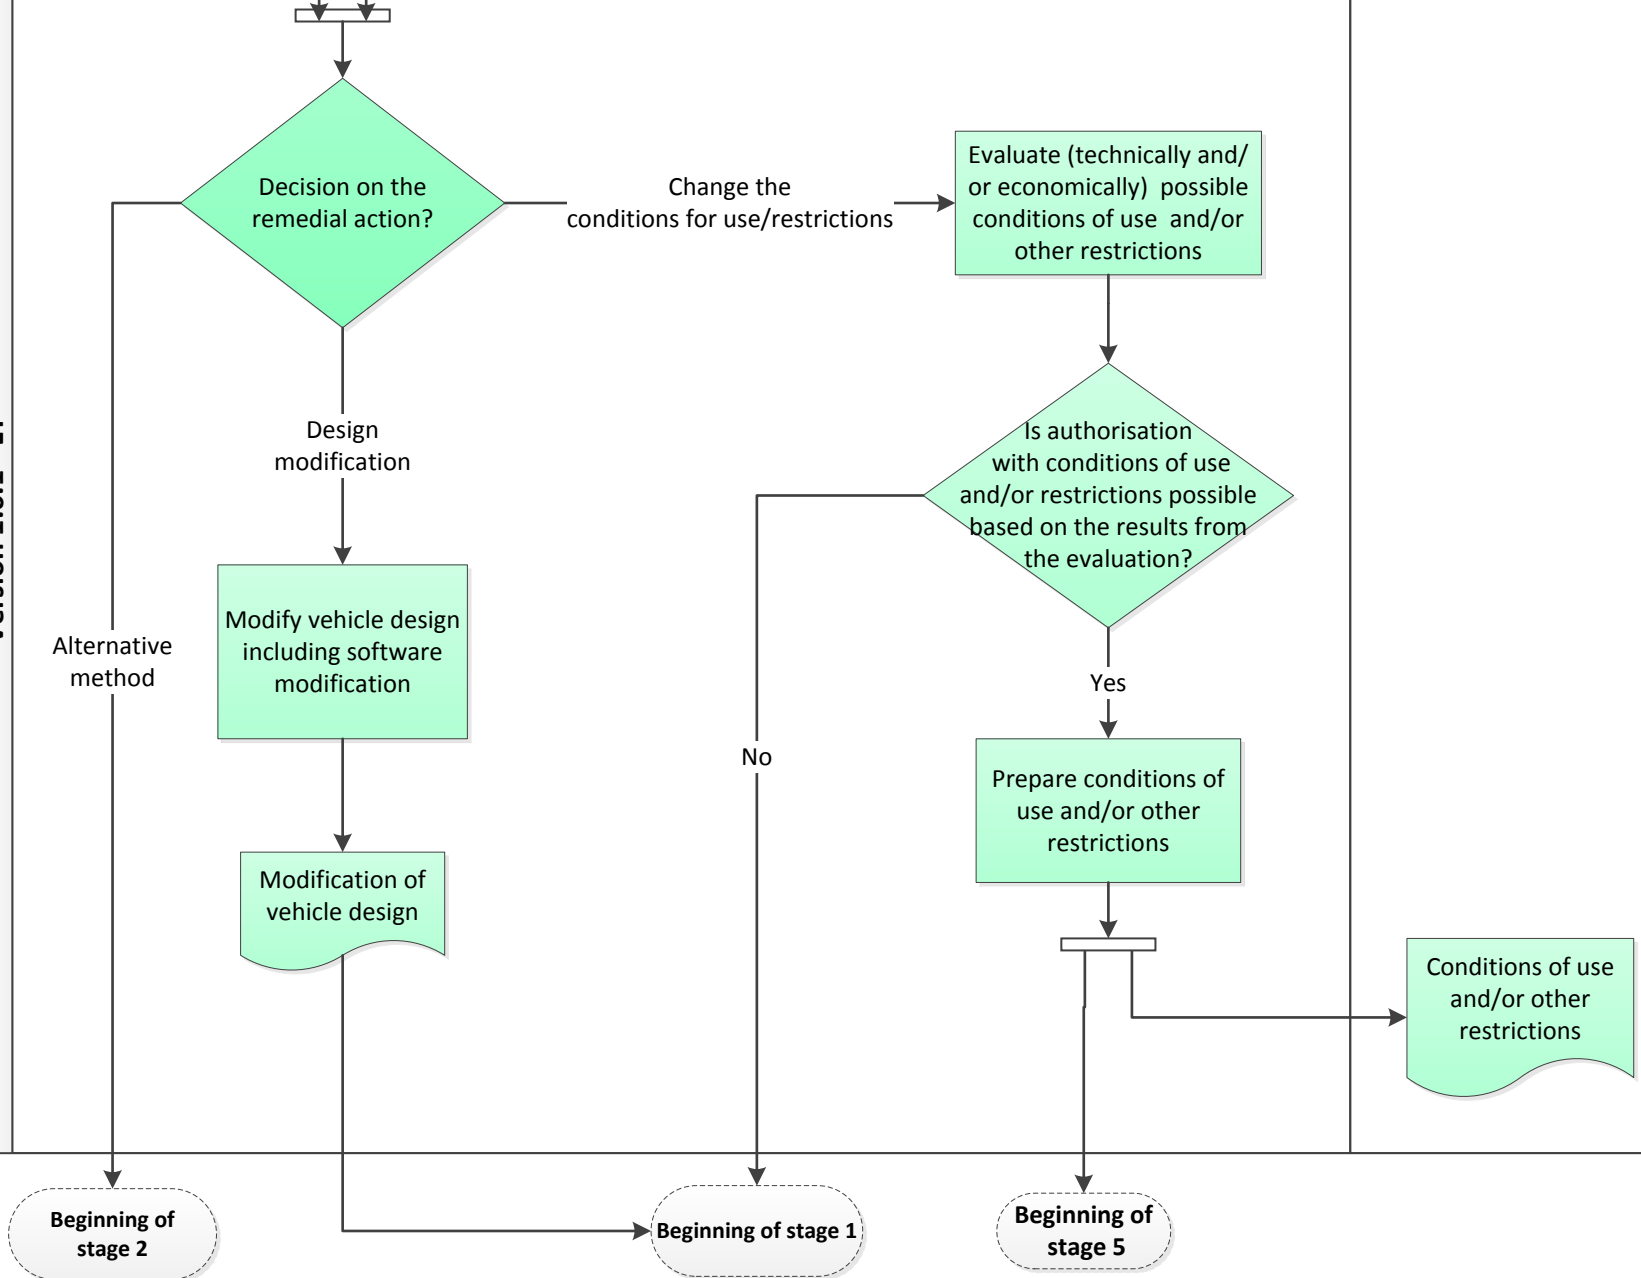 Decision on the
remedial action?
Change the
conditions for use/restrictions
Evaluate (technically and/
or economically) possible
conditions of use and/or
other restrictions
Design
modification
Is authorisation
with conditions of use
and/or restrictions possible
based on the results from
the evaluation?
Alternative
method
Modify vehicle design
including software
modification
Yes
No
Prepare conditions of
use and/or other
restrictions
Modification of
vehicle design
Conditions of use
and/or other
restrictions
Beginning of
stage 2
Beginning of stage 1
Beginning of
stage 5